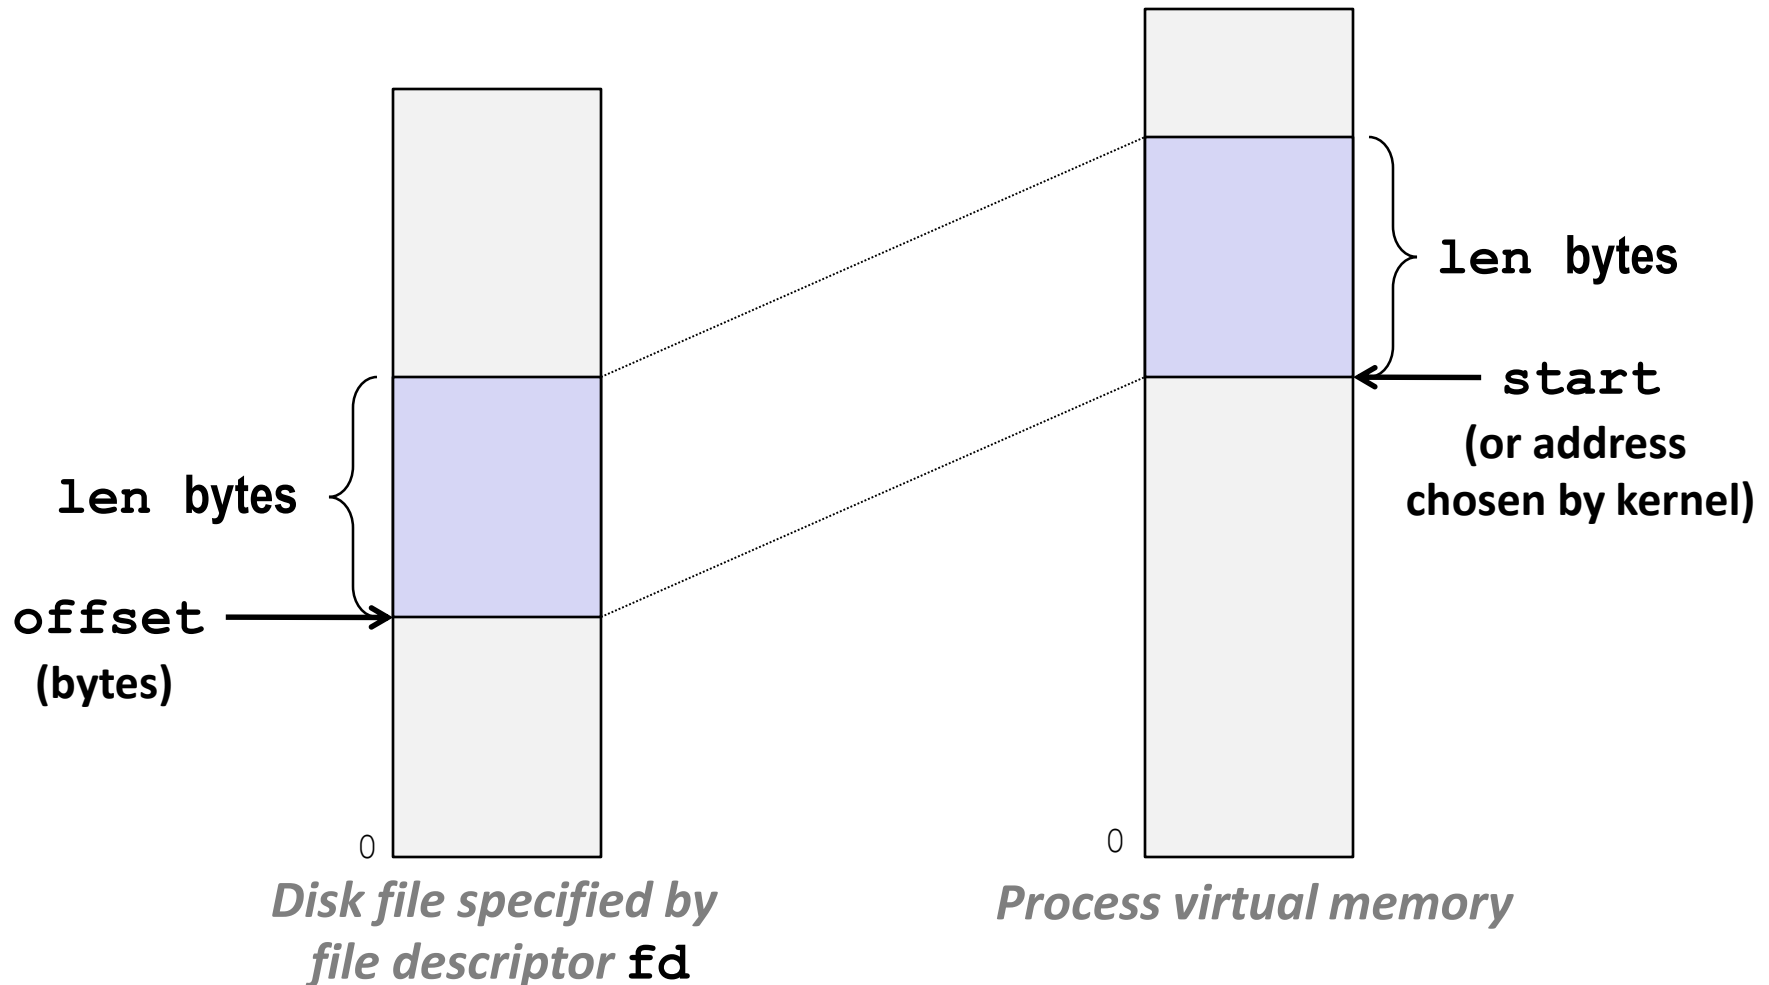 len bytes
start
(or address
chosen by kernel)
len bytes
offset
(bytes)
0
0
Disk file specified by
file descriptor fd
Process virtual memory